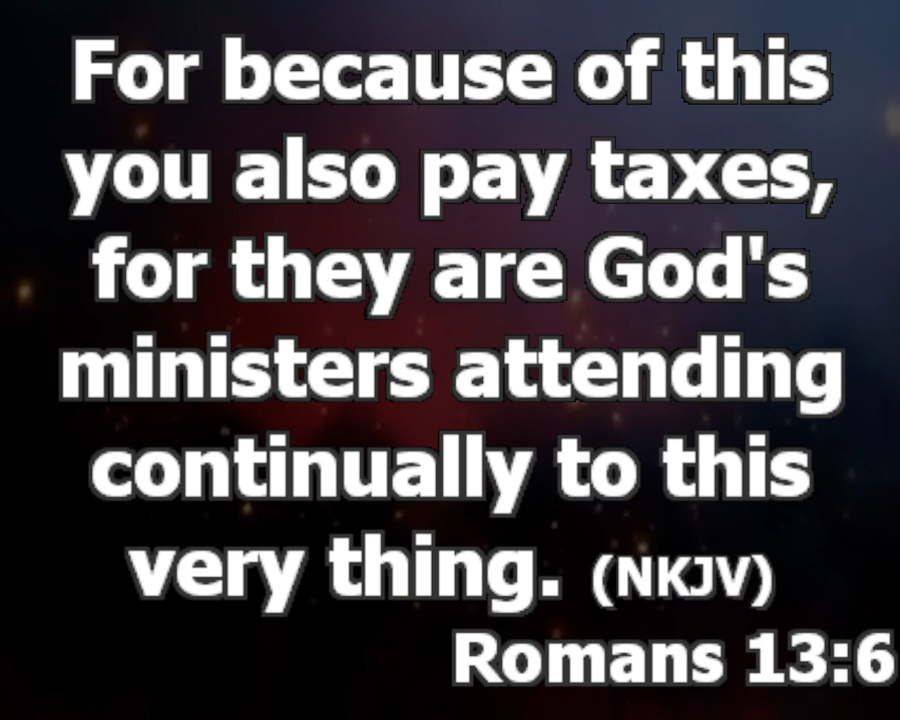 For because of this
you also pay taxes,
for they are God's
ministers attending
continually to this
very thing. (NKJV)
Romans 13:6